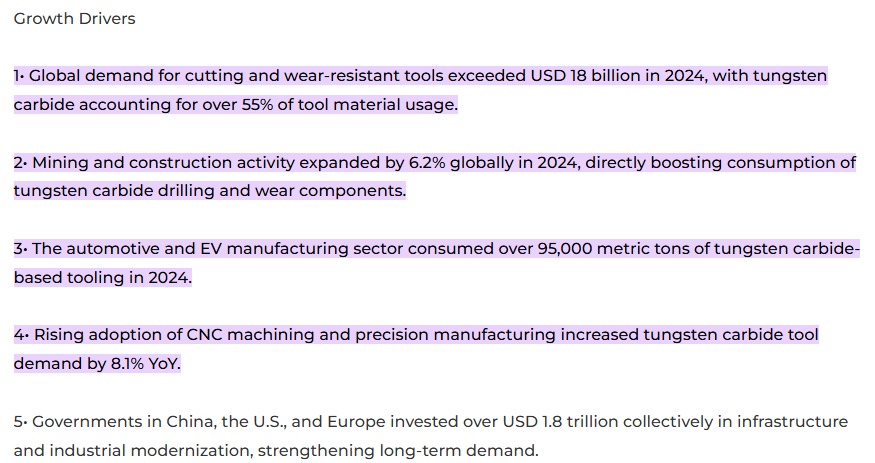 Growth Drivers
1• Global demand for cutting and wear-resistant tools exceeded USD 18 billion in 2024, with tungsten
carbide accounting for over 55% of tool material usage.
2• Mining and construction activity expanded by 6.2% globally in 2024, directly boosting consumption of
tungsten carbide drilling and wear components.
3• The automotive and EV manufacturing sector consumed over 95,000 metric tons of tungsten carbide-
based tooling in 2024.
4• Rising adoption of CNC machining and precision manufacturing increased tungsten carbide tool
demand by 8.1% YoY.
5• Governments in China, the U.S., and Europe invested over USD 1.8 trillion collectively in infrastructure
and industrial modernization, strengthening long-term demand.